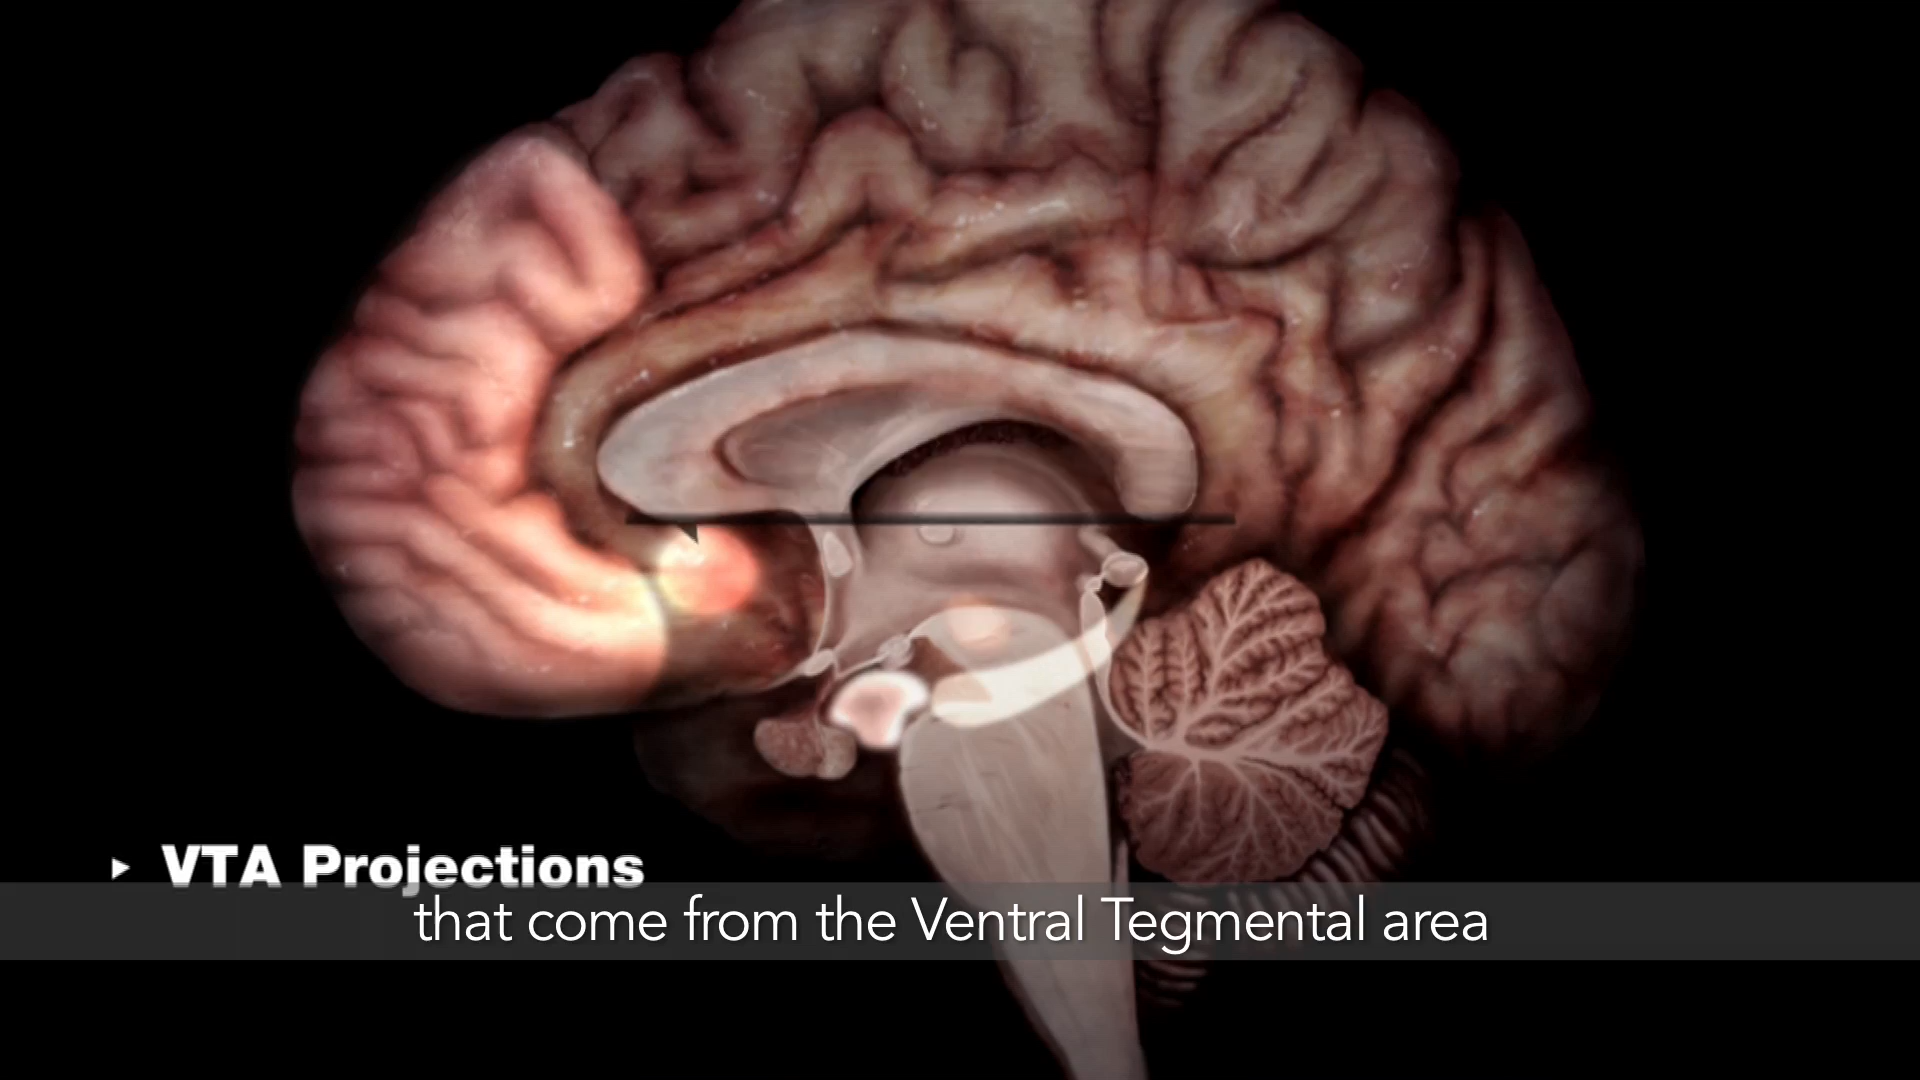 ▸ VTA Projections
that come from the Ventral Tegmental area